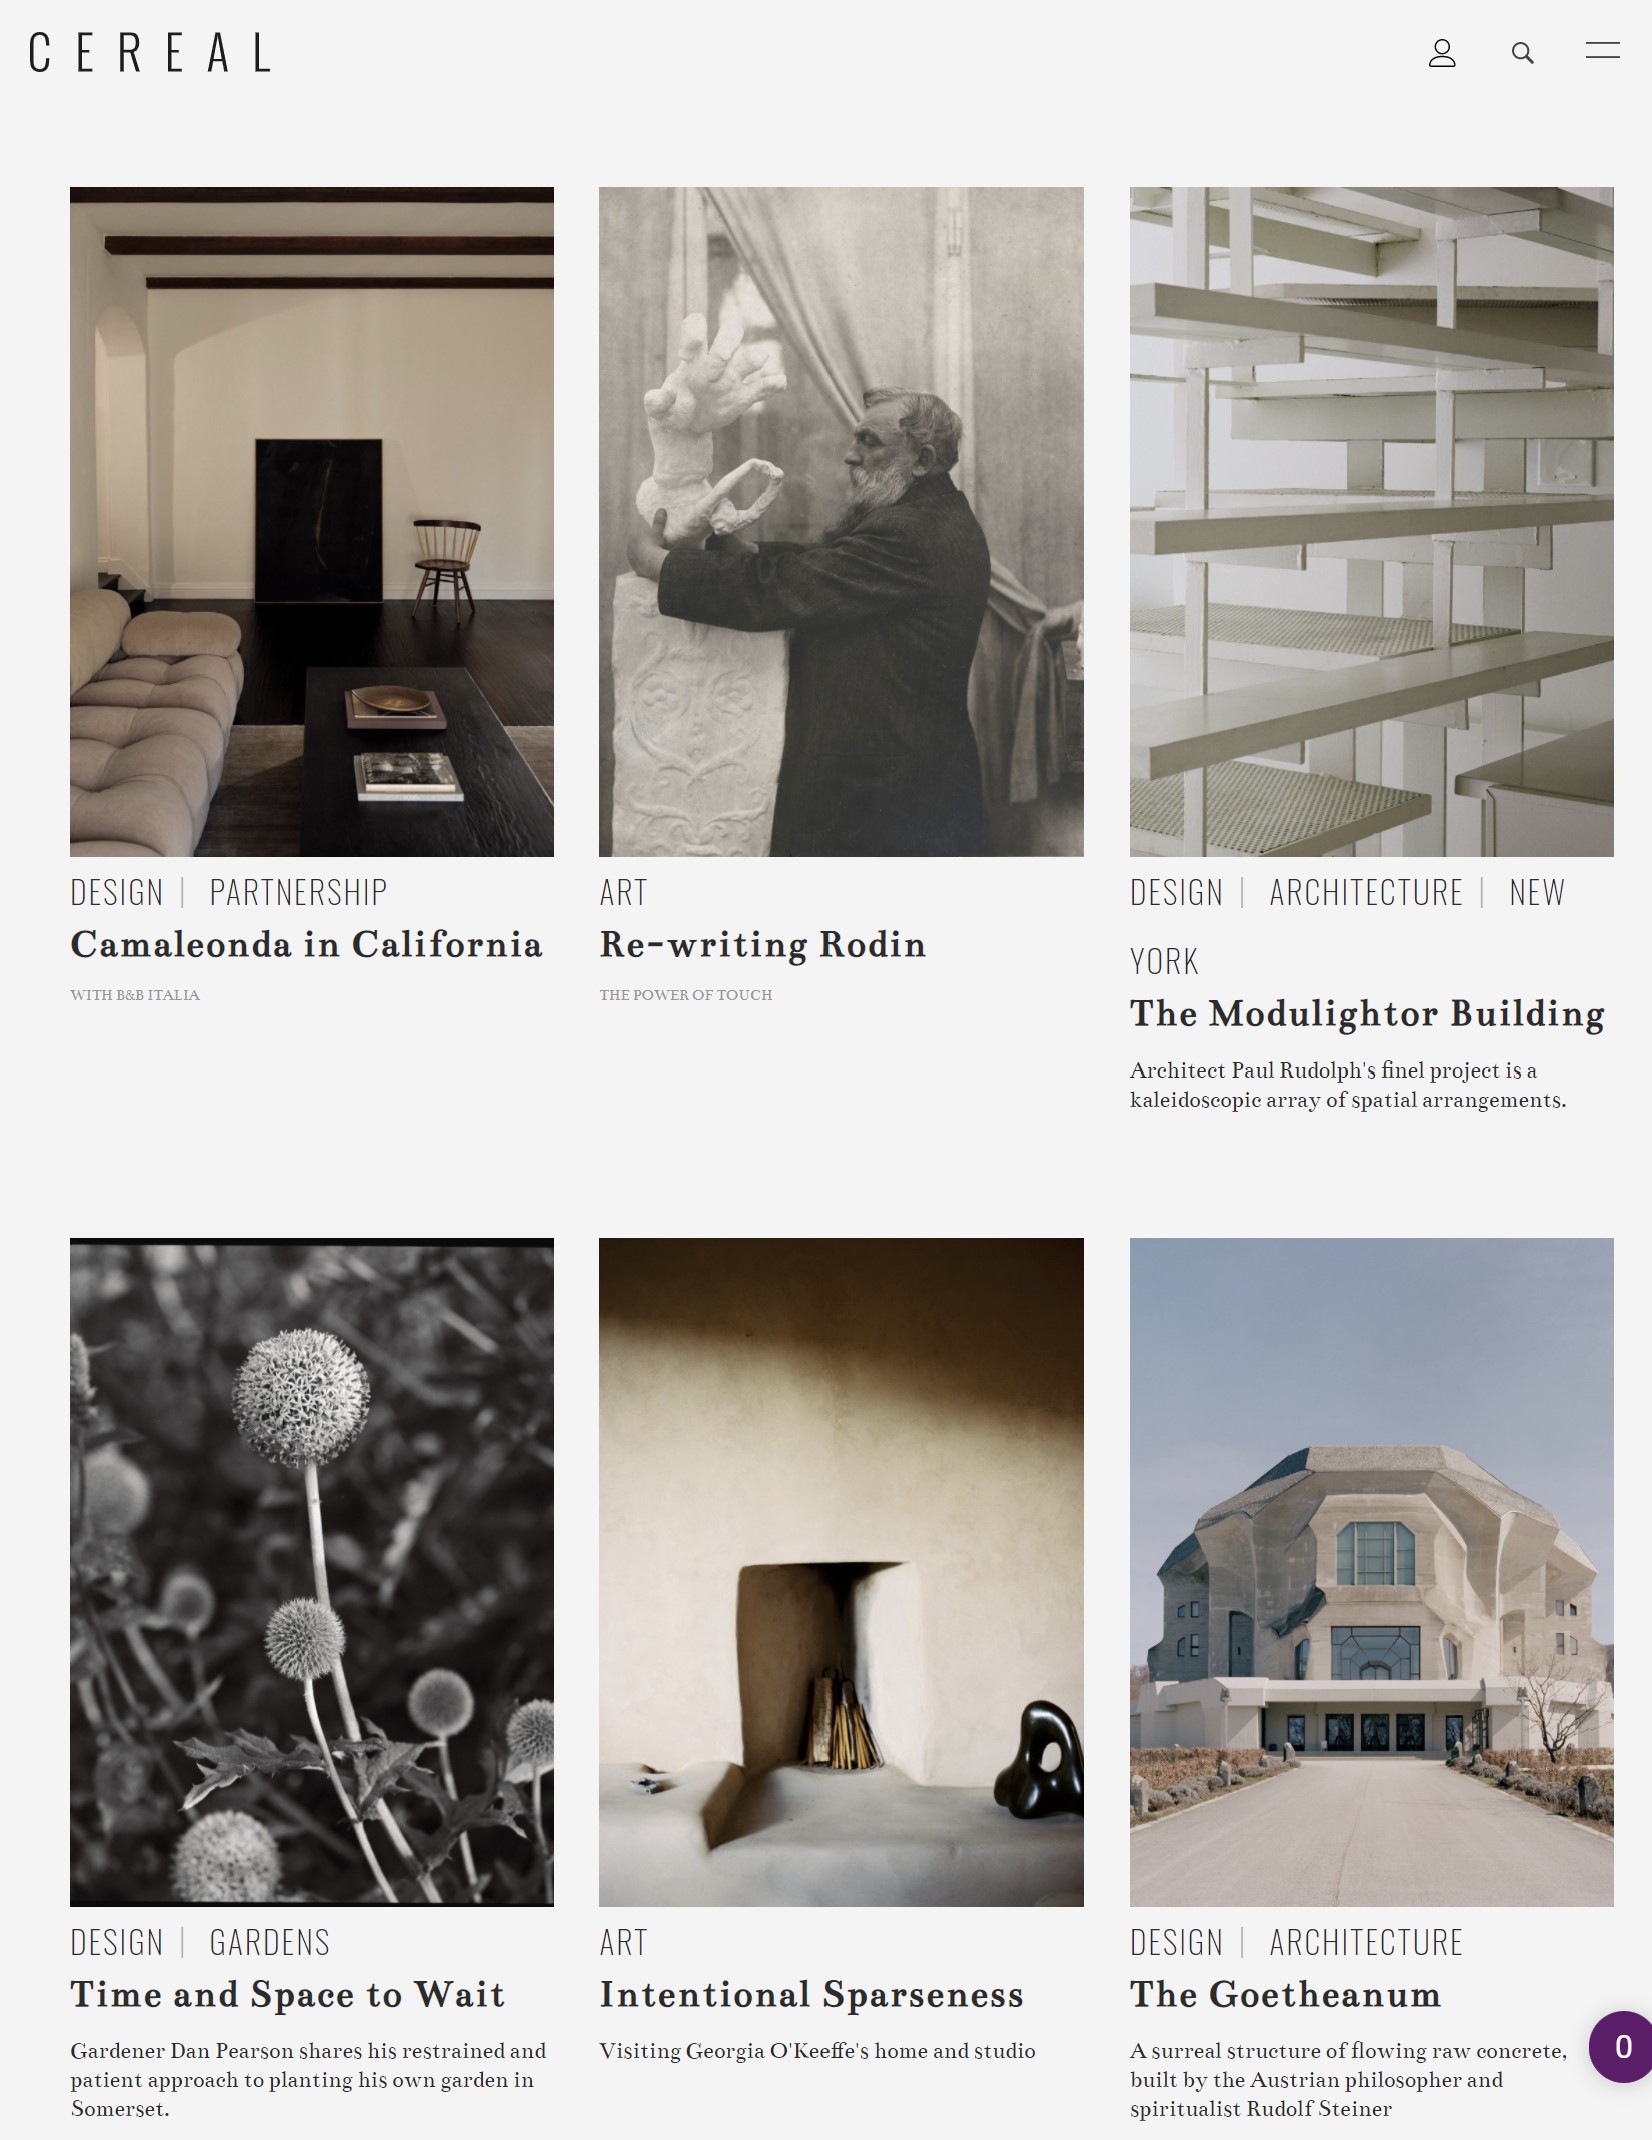 CEREAL
DESIGN | PARTNERSHIP
Camaleonda in California
WITH B&B ITALIA
ART
Re-writing Rodin
THE POWER OF TOUCH
DESIGN | ARCHITECTURE | NEW
YORK
The Modulightor Building
Architect Paul Rudolph's finel project is a
kaleidoscopic array of spatial arrangements.
DESIGN | GARDENS
Time and Space to Wait
Gardener Dan Pearson shares his restrained and
patient approach to planting his own garden in
Somerset.
ART
Intentional Sparseness
Visiting Georgia O'Keeffe's home and studio
DESIGN | ARCHITECTURE
The Goetheanum
A surreal structure of flowing raw concrete,
built by the Austrian philosopher and
spiritualist Rudolf Steiner
0